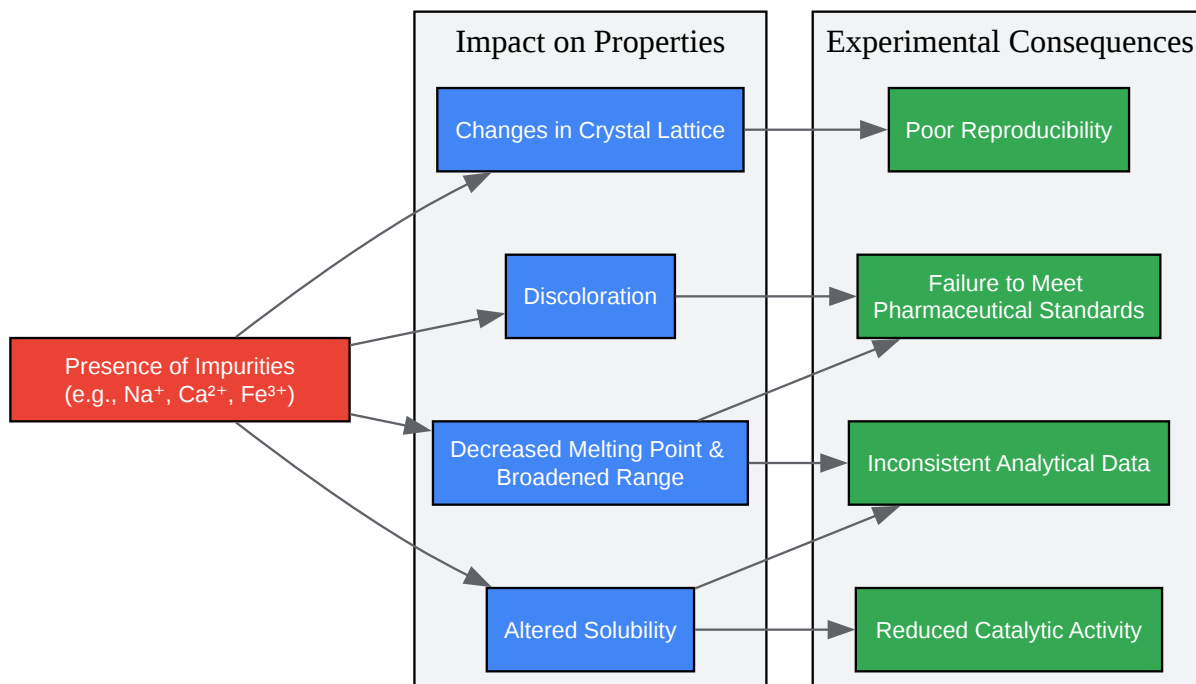 Impact on Properties
Experimental Consequences
Changes in Crystal Lattice
Poor Reproducibility
Discoloration
Failure to Meet
Pharmaceutical Standards
Presence of Impurities
(e.g., Na⁺, Ca²⁺, Fe³⁺)
Decreased Melting Point &
Broadened Range
Inconsistent Analytical Data
Altered Solubility
Reduced Catalytic Activity